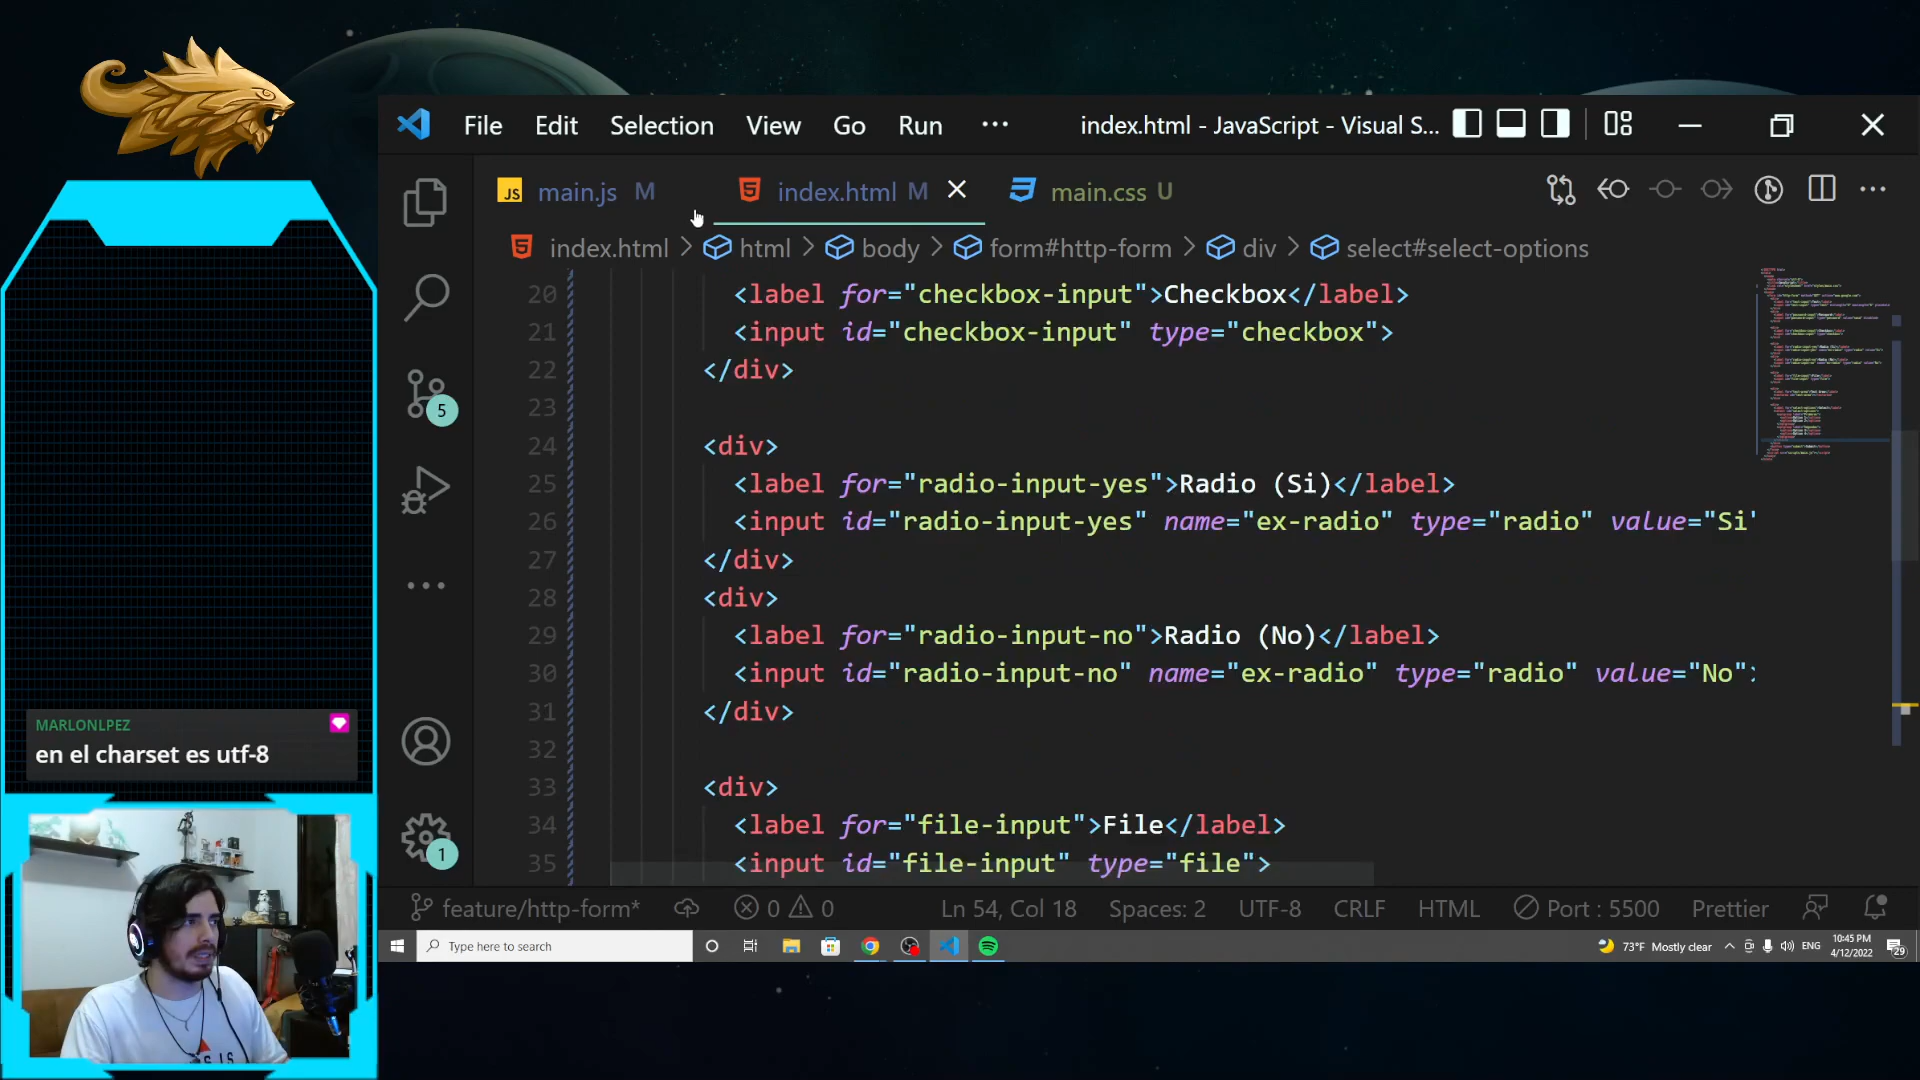 File Edit Selection View Go Run ··· index.html - JavaScript - Visual S...
JS main.js M index.html M main.css U
index.html > html > body > form#http-form > div > select#select-options
20 <label for="checkbox-input">Checkbox</label>
21 <input id="checkbox-input" type="checkbox">
22 </div>
23
24 <div>
25 <label for="radio-input-yes">Radio (Si)</label>
26 <input id="radio-input-yes" name="ex-radio" type="radio" value="Si"
27 </div>
28 <div>
29 <label for="radio-input-no">Radio (No)</label>
30 <input id="radio-input-no" name="ex-radio" type="radio" value="No">
31 </div>
32
33 <div>
34 <label for="file-input">File</label>
35 <input id="file-input" type="file">
5
1
MARLONLPEZ
en el charset es utf-8
feature/http-form* 0 0 Ln 54, Col 18 Spaces: 2 UTF-8 CRLF HTML Port : 5500 Prettier
Type here to search 73°F Mostly clear ENG 10:45 PM
4/12/2022 29